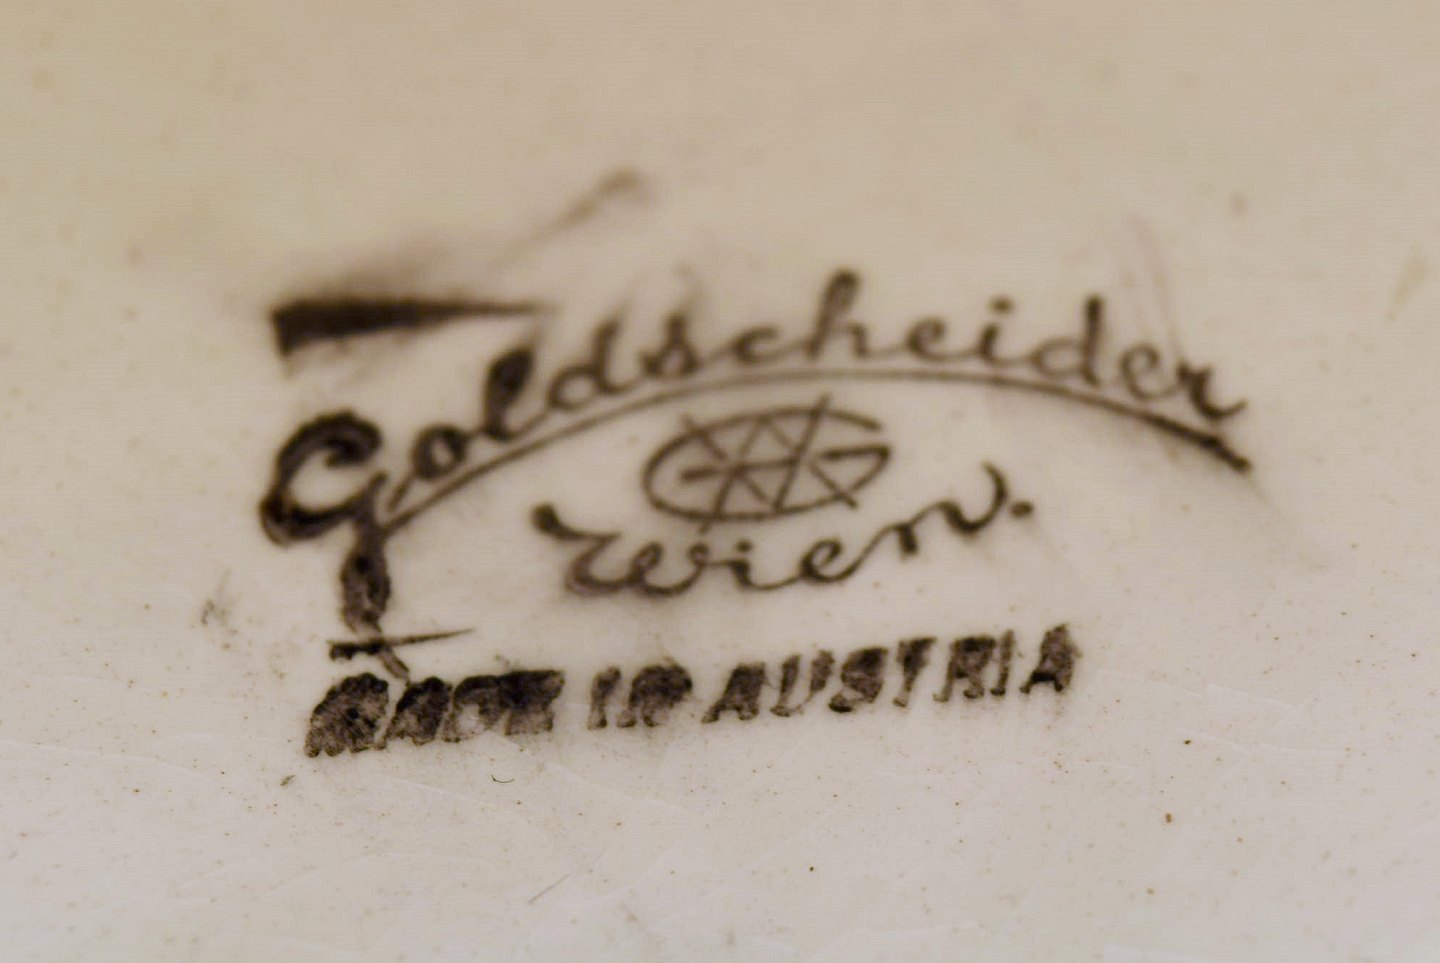 Goldscheider
Wien.
MADE IN AUSTRIA